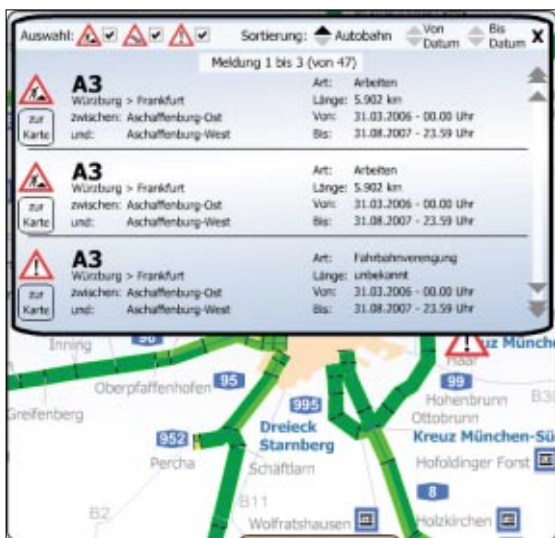 Auswahl: Sortierung: Autobahn Von Datum Bis Datum X
Meldung 1 bis 3 (von 47)
A3
Würzburg > Frankfurt
zwischen: Aschaffenburg-Ost
und: Aschaffenburg-West
zur Karte
Art: Arbeiten
Länge: 5.902 km
Von: 31.03.2006 - 00.00 Uhr
Bis: 31.08.2007 - 23.59 Uhr
A3
Würzburg > Frankfurt
zwischen: Aschaffenburg-Ost
und: Aschaffenburg-West
zur Karte
Art: Arbeiten
Länge: 5.902 km
Von: 31.03.2006 - 00.00 Uhr
Bis: 31.08.2007 - 23.59 Uhr
A3
Würzburg > Frankfurt
zwischen: Aschaffenburg-Ost
und: Aschaffenburg-West
zur Karte
Art: Fahrbahnverengung
Länge: unbekannt
Von: 31.03.2006 - 00.00 Uhr
Bis: 31.08.2007 - 23.59 Uhr
Inning
96
uz Münch
Haar
Oberpfaffenhofen
95
99
Greifenberg
995
Hohenbrunn
Ottobrunn
952
Dreieck
Starnberg
Kreuz München-Sü
Percha
Schäftlarn
Hofoldinger Forst
8
B2
B11
Wolfratshausen
Holzkirchen